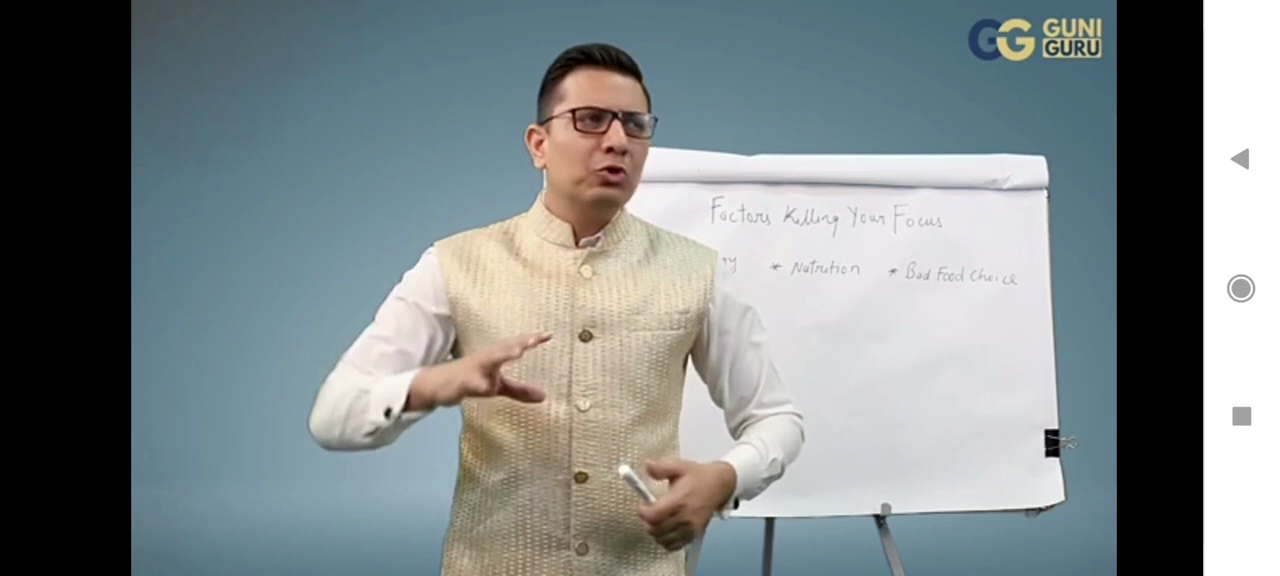 GG GUNI
GURU
Factors Killing Your Focus
* Nutrition * Bad Food Choice